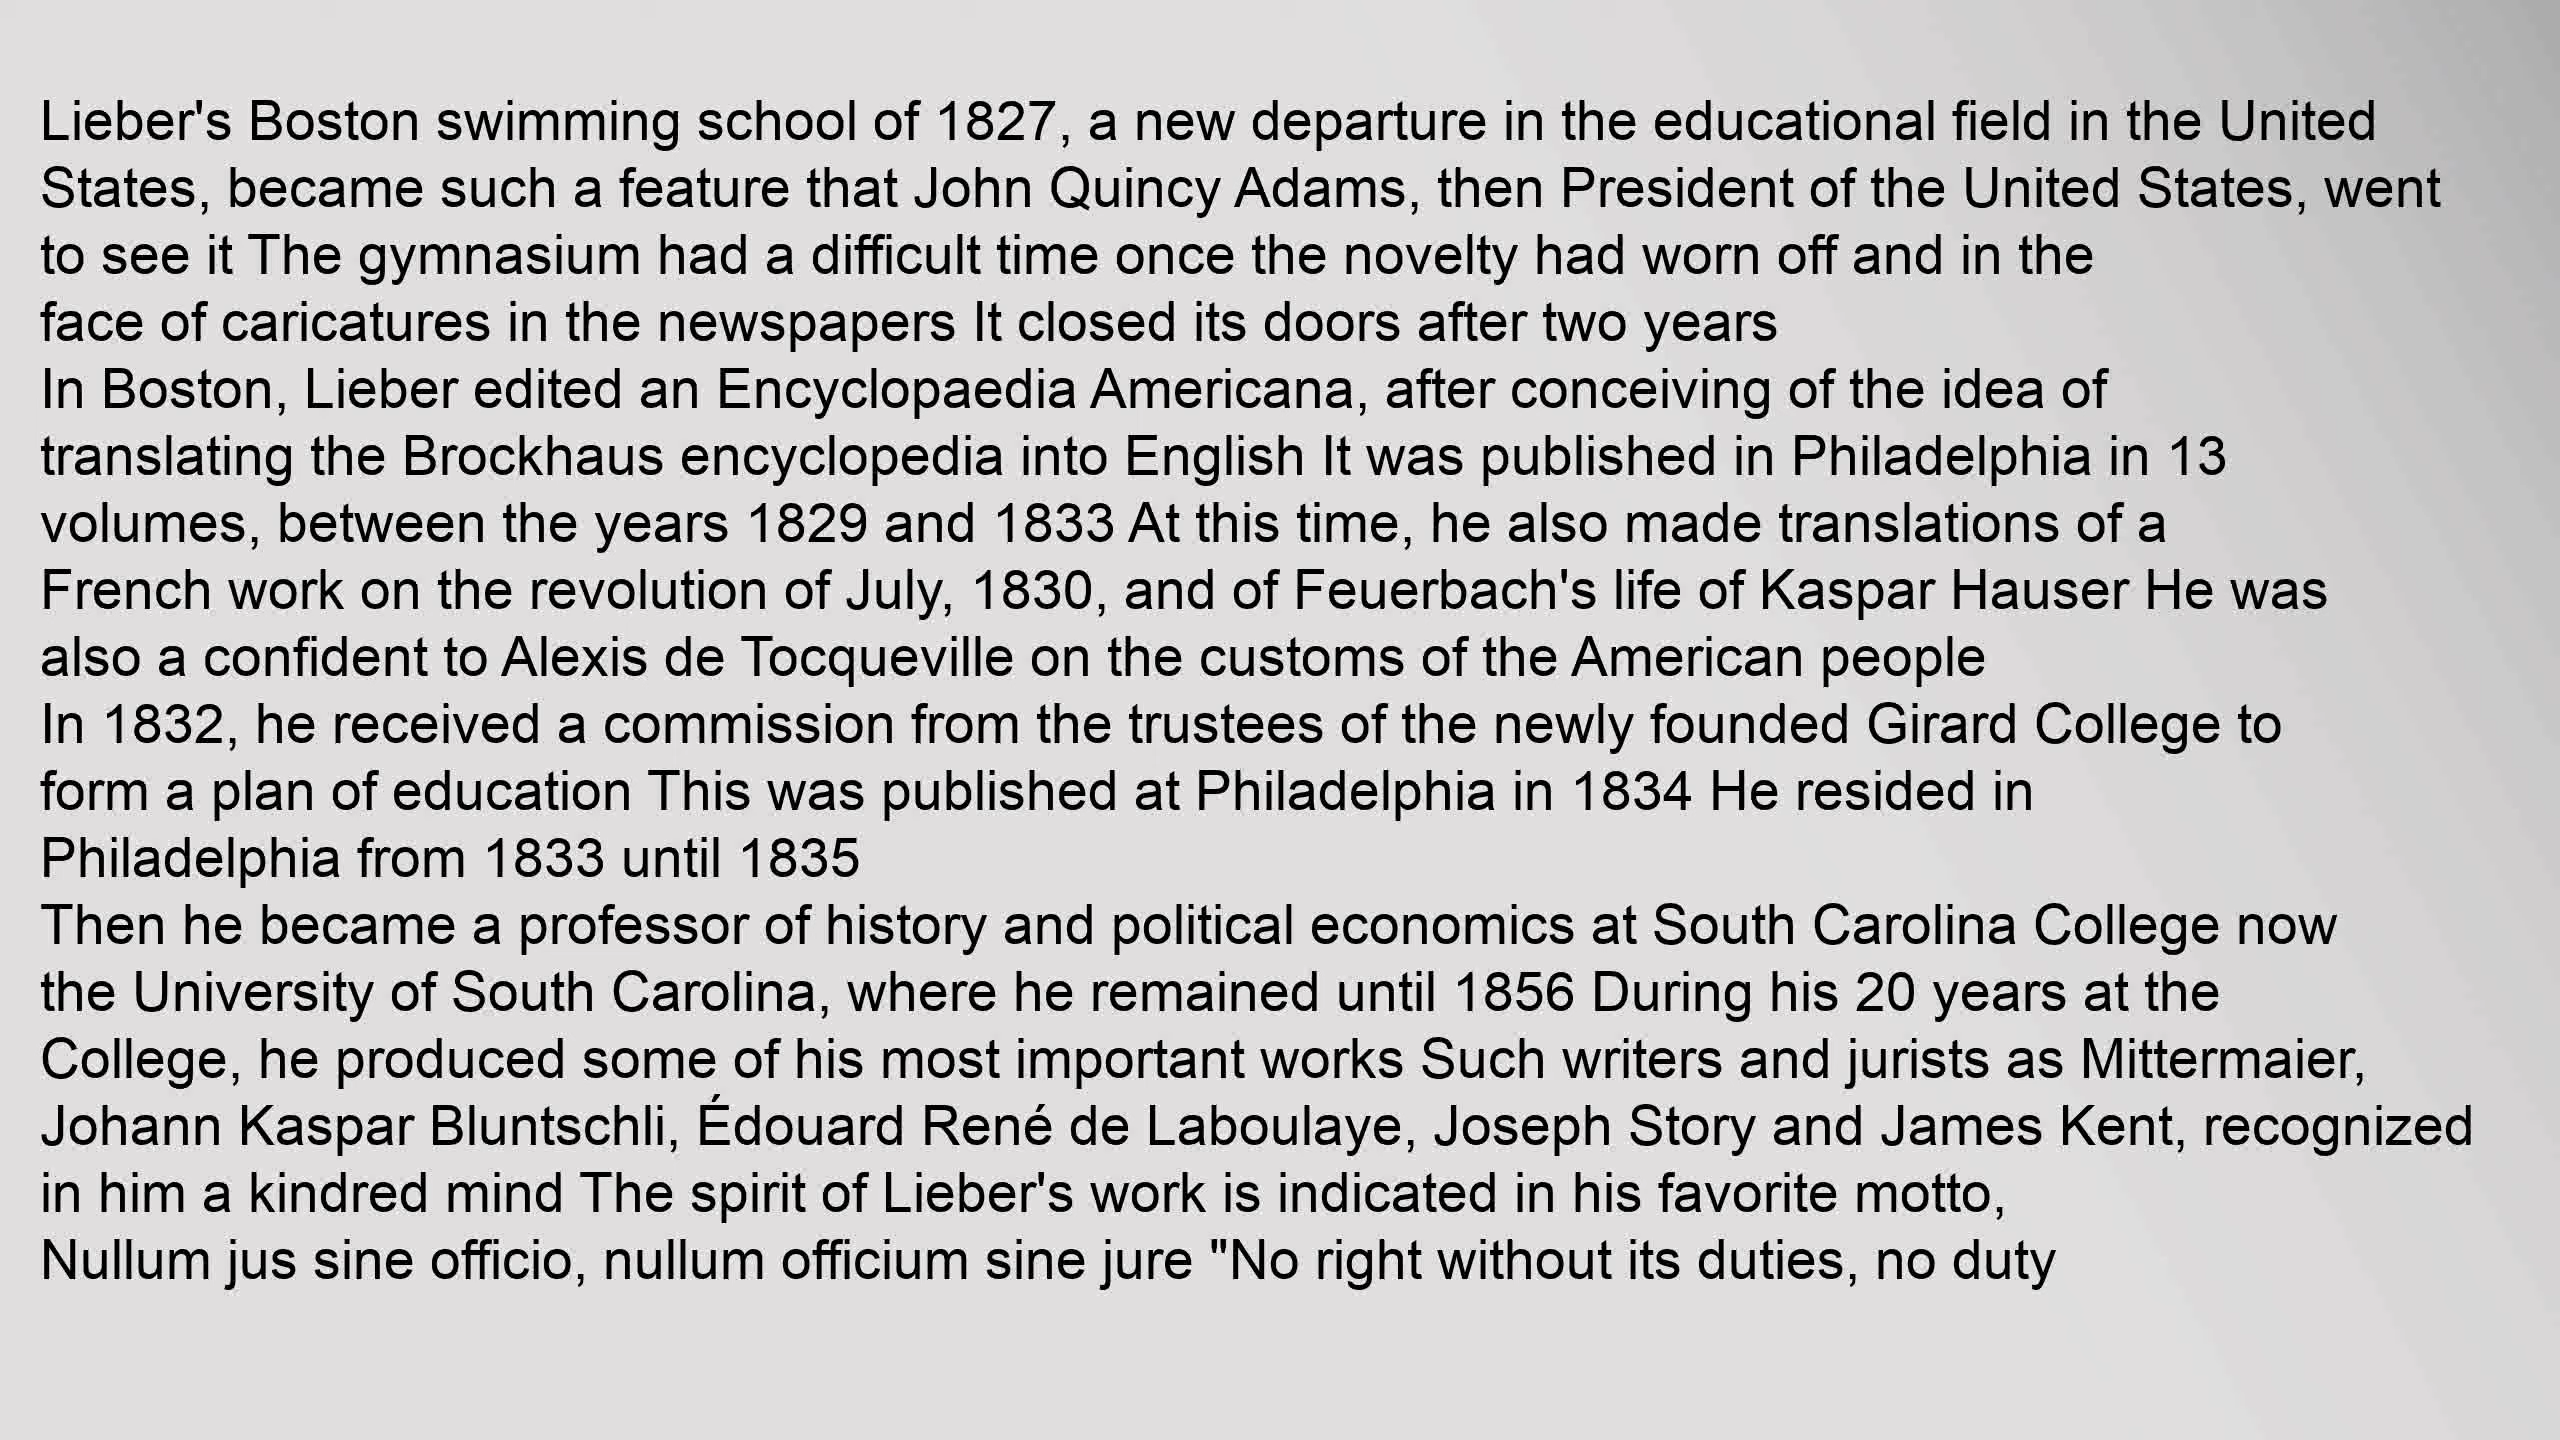 Lieber's Boston swimming school of 1827, a new departure in the educational field in the United
States, became such a feature that John Quincy Adams, then President of the United States, went
to see it The gymnasium had a difficult time once the novelty had worn off and in the
face of caricatures in the newspapers It closed its doors after two years
In Boston, Lieber edited an Encyclopaedia Americana, after conceiving of the idea of
translating the Brockhaus encyclopedia into English It was published in Philadelphia in 13
volumes, between the years 1829 and 1833 At this time, he also made translations of a
French work on the revolution of July, 1830, and of Feuerbach's life of Kaspar Hauser He was
also a confident to Alexis de Tocqueville on the customs of the American people
In 1832, he received a commission from the trustees of the newly founded Girard College to
form a plan of education This was published at Philadelphia in 1834 He resided in
Philadelphia from 1833 until 1835
Then he became a professor of history and political economics at South Carolina College now
the University of South Carolina, where he remained until 1856 During his 20 years at the
College, he produced some of his most important works Such writers and jurists as Mittermaier,
Johann Kaspar Bluntschli, Édouard René de Laboulaye, Joseph Story and James Kent, recognized
in him a kindred mind The spirit of Lieber's work is indicated in his favorite motto,
Nullum jus sine officio, nullum officium sine jure "No right without its duties, no duty